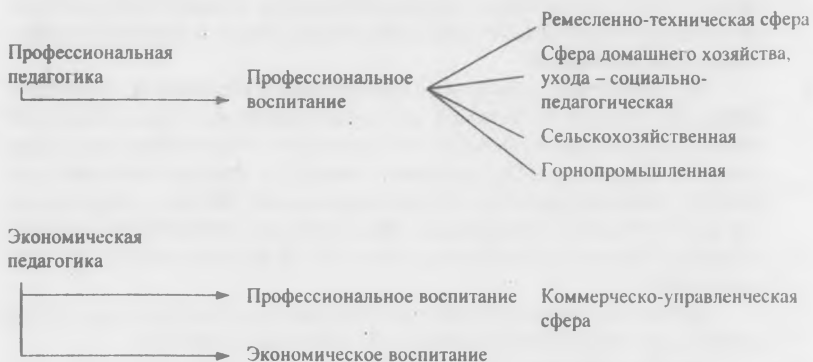 Профессиональная
педагогика
Профессиональное
воспитание
Ремесленно-техническая сфера
Сфера домашнего хозяйства,
ухода – социально-
педагогическая
Сельскохозяйственная
Горнопромышленная
Экономическая
педагогика
Профессиональное воспитание
Коммерческо-управленческая
сфера
Экономическое воспитание